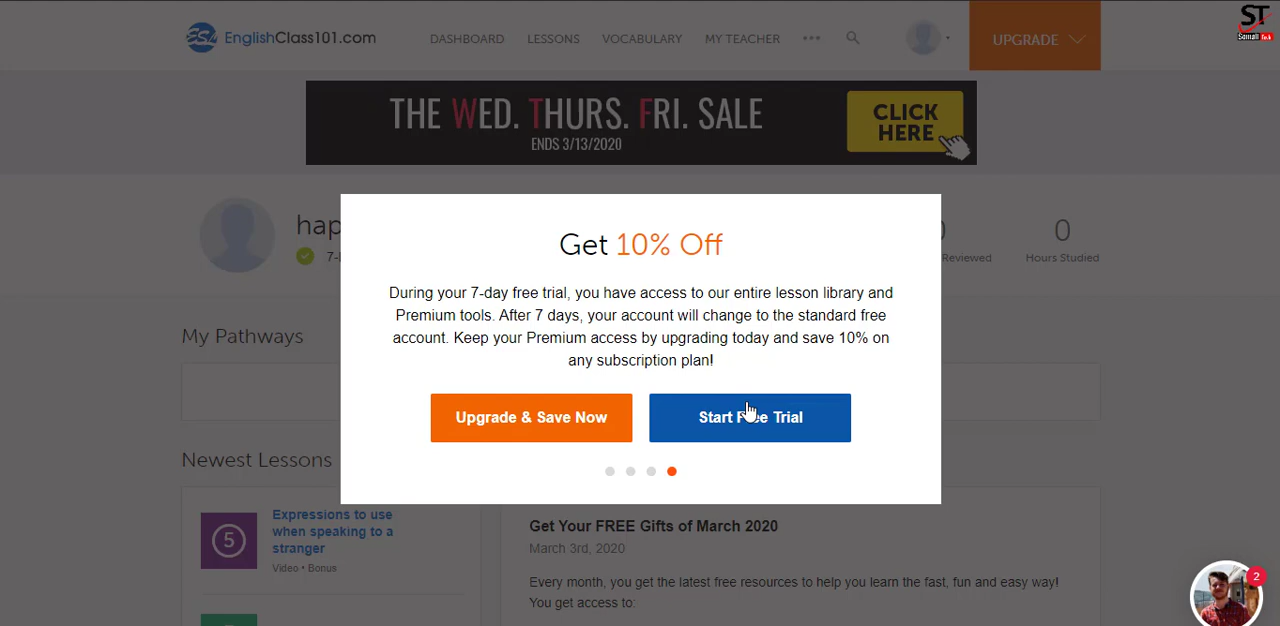 EnglishClass101.com
DASHBOARD
LESSONS
VOCABULARY
MY TEACHER
UPGRADE
ST
THE WED. THURS. FRI. SALE
ENDS 3/13/2020
CLICK
HERE
hap
7-
Reviewed
0
Hours Studied
Get 10% Off
During your 7-day free trial, you have access to our entire lesson library and
Premium tools. After 7 days, your account will change to the standard free
account. Keep your Premium access by upgrading today and save 10% on
any subscription plan!
Upgrade & Save Now
Start Free Trial
My Pathways
Newest Lessons
5
Expressions to use
when speaking to a
stranger
Video • Bonus
Get Your FREE Gifts of March 2020
March 3rd, 2020
Every month, you get the latest free resources to help you learn the fast, fun and easy way!
You get access to:
2